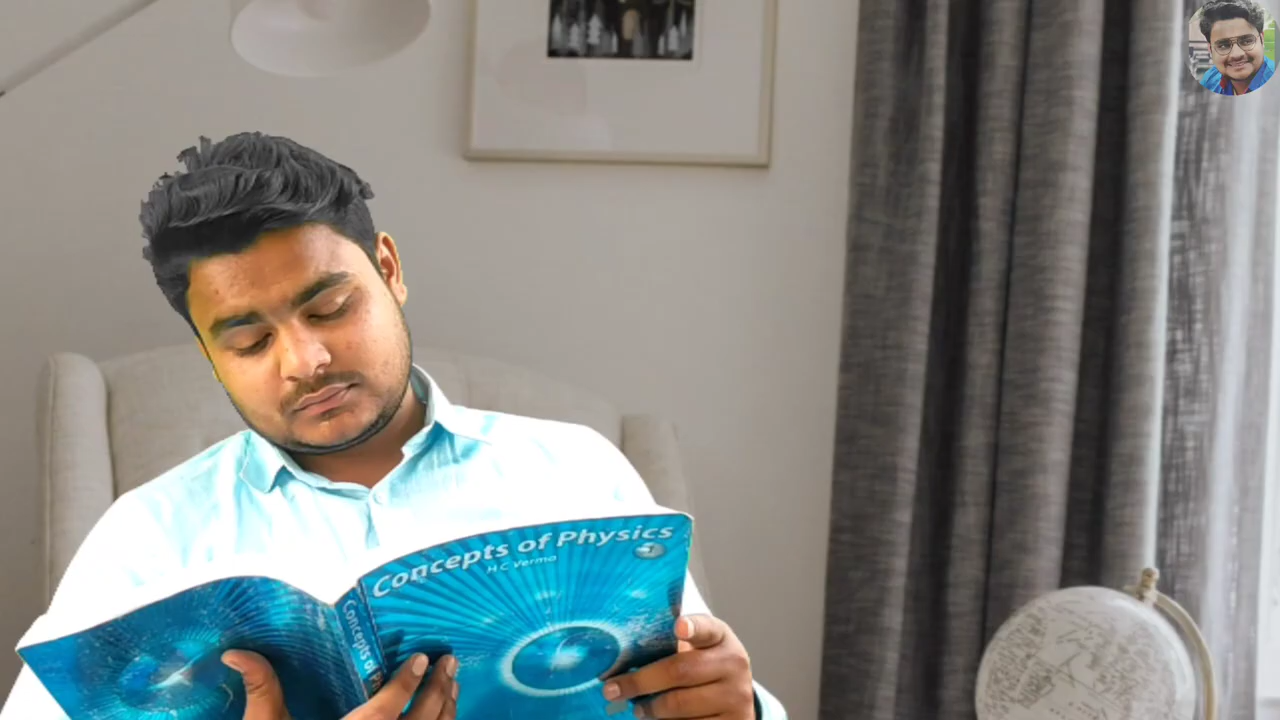 Concepts of Physics
H C Verma
Concepts of P